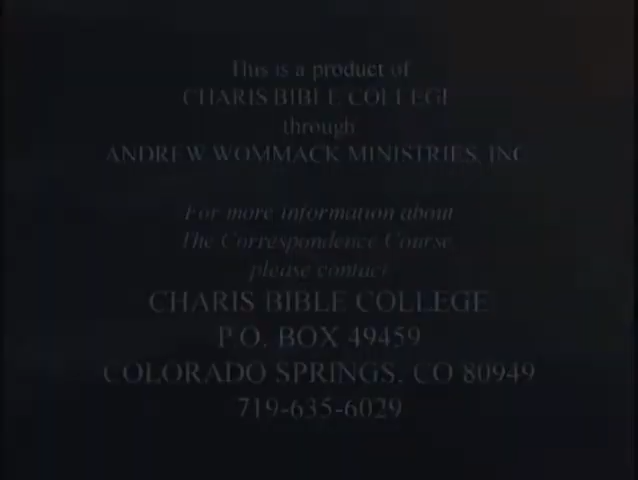 This is a product of
CHARIS BIBLE COLLEGE
through
ANDREW WOMMACK MINISTRIES, INC
For more information about
The Correspondence Course
please contact
CHARIS BIBLE COLLEGE
P.O. BOX 49459
COLORADO SPRINGS, CO 80949
719-635-6029